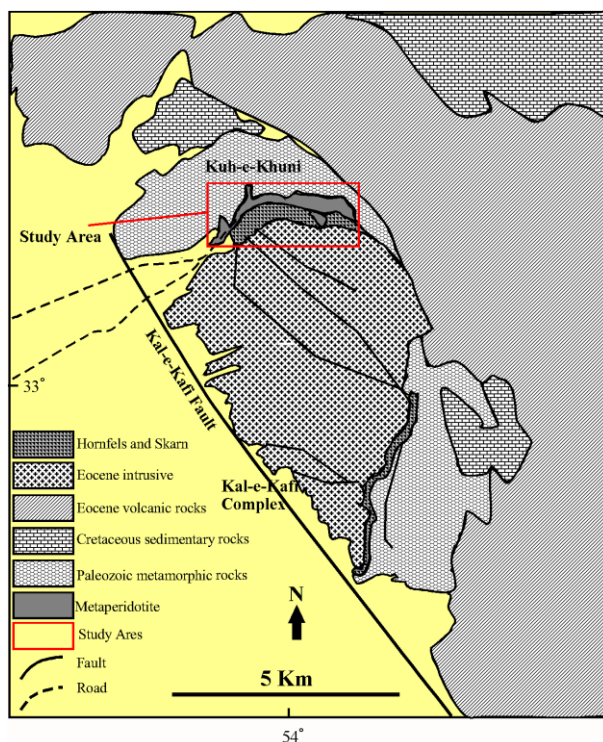 Kuh-e-Khuni
Study Area
Kal-e-Kafi Fault
33°
Hornfels and Skarn
Eocene intrusive
Kal-e-Kafi
Complex
Eocene volcanic rocks
Cretaceous sedimentary rocks
Paleozoic metamorphic rocks
Metaperidotite
N
Study Ares
Fault
5 Km
Road
54°